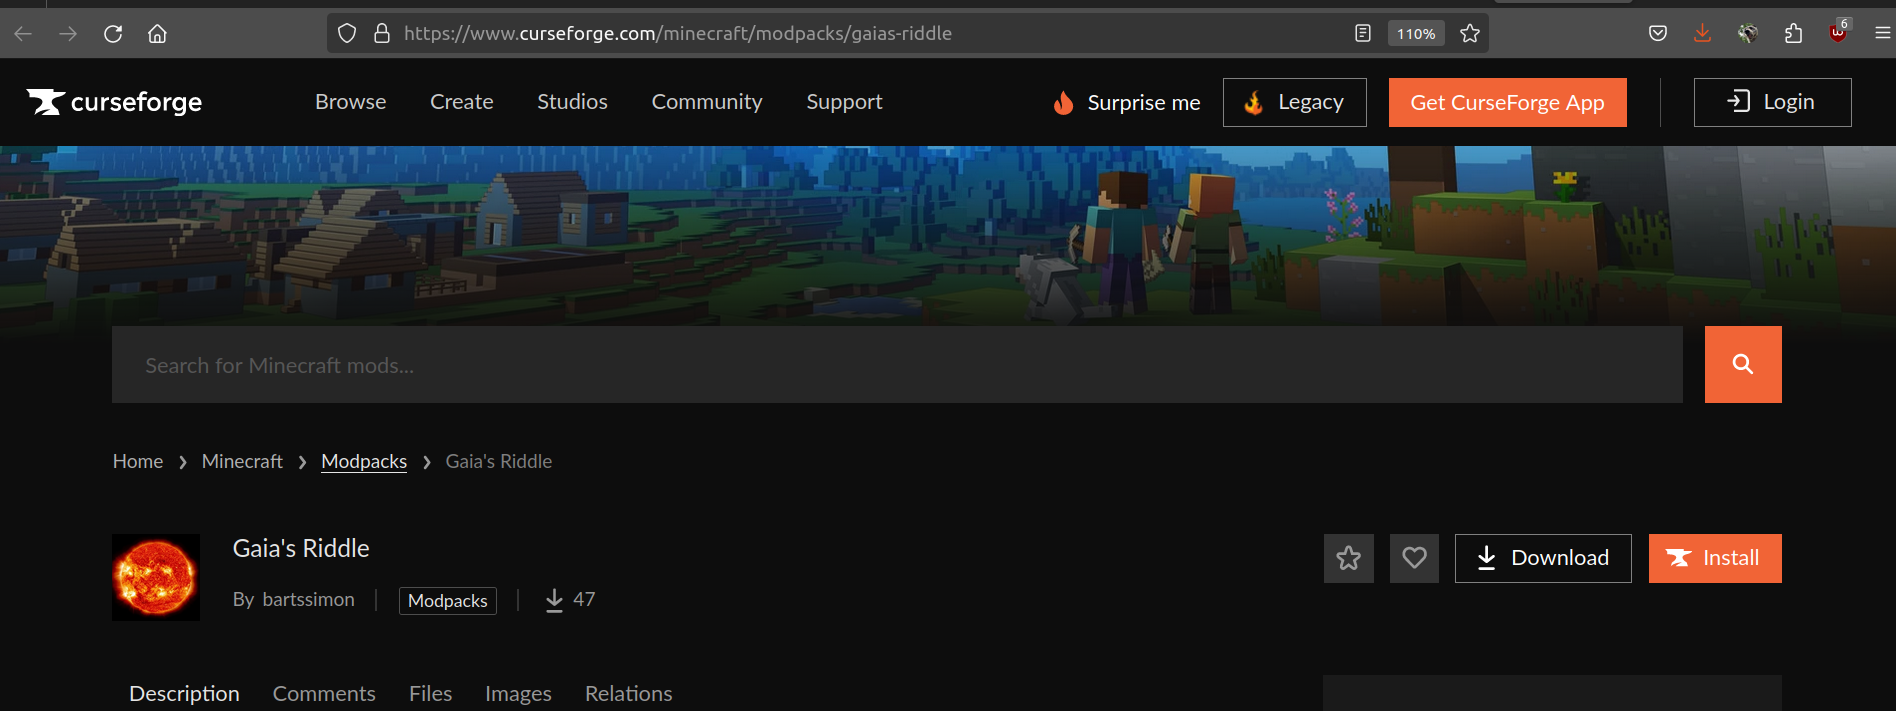 https://www.curseforge.com/minecraft/modpacks/gaias-riddle
110%
6
curseforge
Browse
Create
Studios
Community
Support
Surprise me
Legacy
Get CurseForge App
Login
Search for Minecraft mods...
Home > Minecraft > Modpacks > Gaia's Riddle
Gaia's Riddle
By bartssimon | Modpacks | 47
Download
Install
Description
Comments
Files
Images
Relations